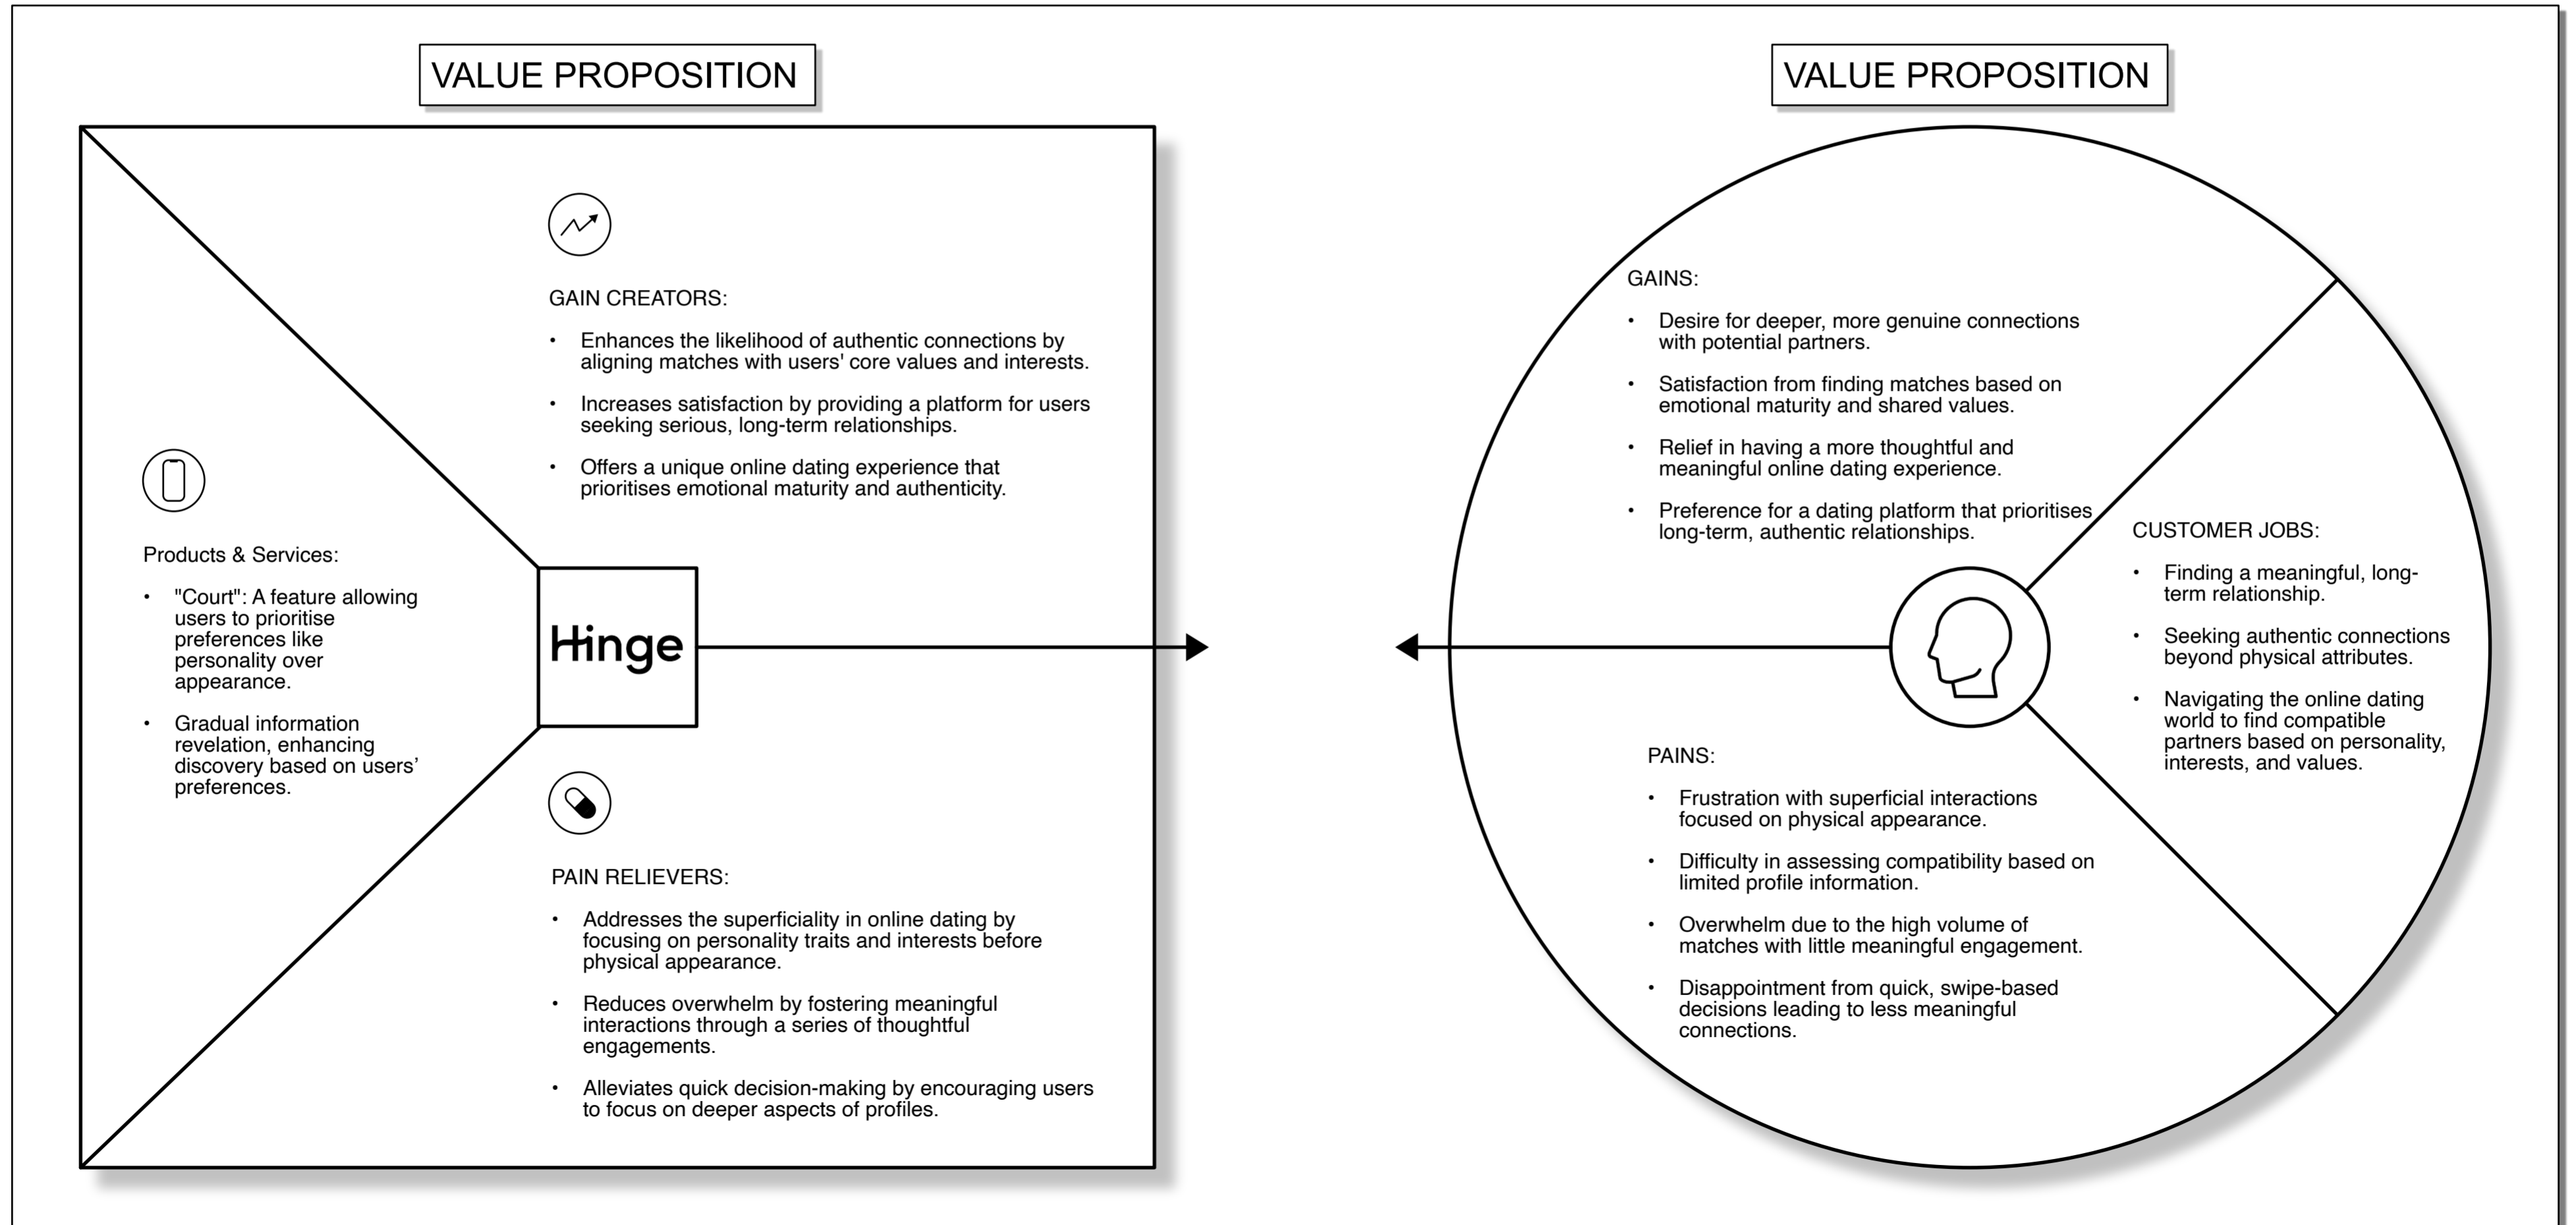 VALUE PROPOSITION
GAIN CREATORS:
• Enhances the likelihood of authentic connections by
aligning matches with users' core values and interests.
• Increases satisfaction by providing a platform for users
seeking serious, long-term relationships.
• Offers a unique online dating experience that
prioritises emotional maturity and authenticity.
Products & Services:
• "Court": A feature allowing
users to prioritise
preferences like
personality over
appearance.
• Gradual information
revelation, enhancing
discovery based on users’
preferences.
Hinge
PAIN RELIEVERS:
• Addresses the superficiality in online dating by
focusing on personality traits and interests before
physical appearance.
• Reduces overwhelm by fostering meaningful
interactions through a series of thoughtful
engagements.
• Alleviates quick decision-making by encouraging users
to focus on deeper aspects of profiles.
VALUE PROPOSITION
GAINS:
• Desire for deeper, more genuine connections
with potential partners.
• Satisfaction from finding matches based on
emotional maturity and shared values.
• Relief in having a more thoughtful and
meaningful online dating experience.
• Preference for a dating platform that prioritises
long-term, authentic relationships.
CUSTOMER JOBS:
• Finding a meaningful, long-
term relationship.
• Seeking authentic connections
beyond physical attributes.
• Navigating the online dating
world to find compatible
partners based on personality,
interests, and values.
PAINS:
• Frustration with superficial interactions
focused on physical appearance.
• Difficulty in assessing compatibility based on
limited profile information.
• Overwhelm due to the high volume of
matches with little meaningful engagement.
• Disappointment from quick, swipe-based
decisions leading to less meaningful
connections.